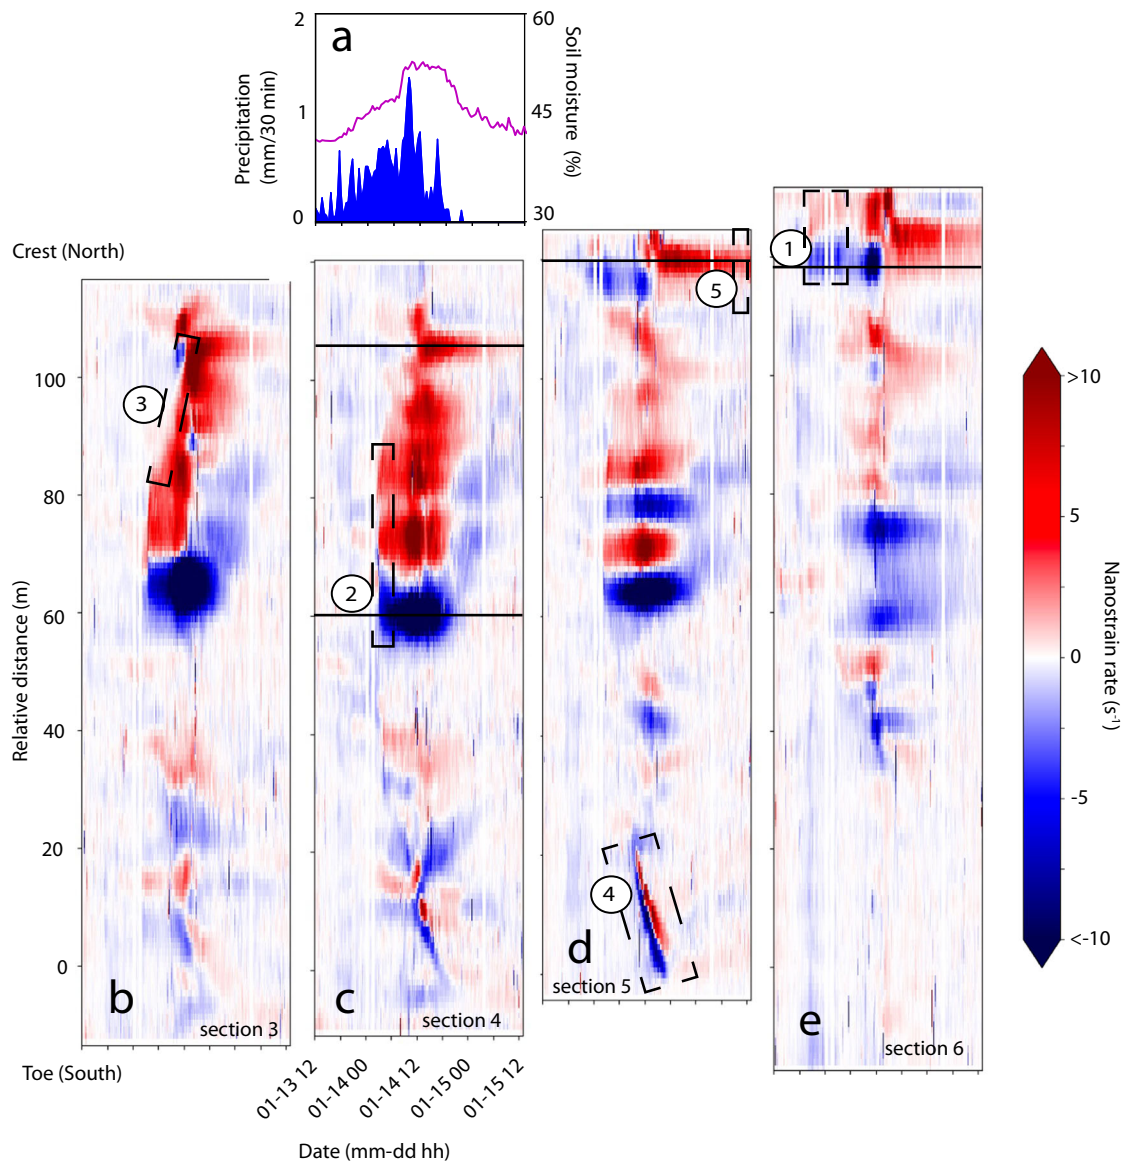 a
2
1
0
Precipitation
(mm/30 min)
60
45
30
Soil moisture (%)
Crest (North)
1
5
3
2
4
100
80
60
40
20
0
Relative distance (m)
b
section 3
c
section 4
d
section 5
e
section 6
>10
5
0
-5
<-10
Nanostrain rate (s⁻¹)
Toe (South)
01-13 12
01-14 00
01-14 12
01-15 00
01-15 12
Date (mm-dd hh)